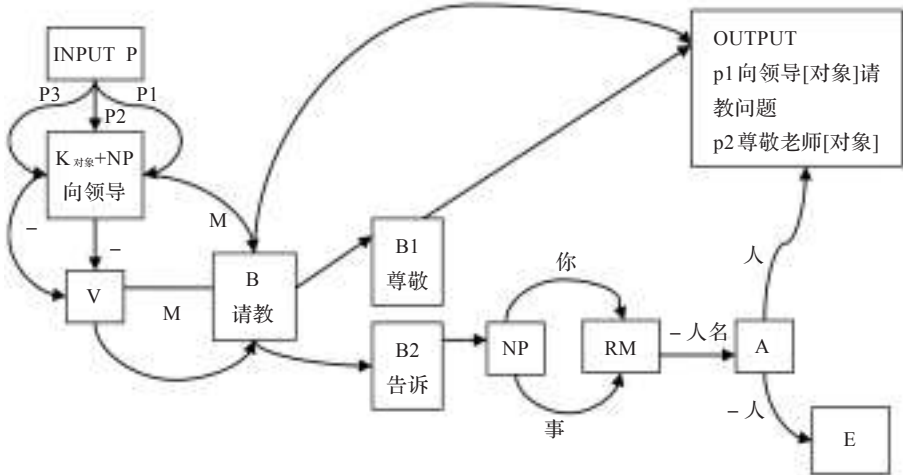 INPUT P
P3
P1
P2
K对象+NP
向领导
M
–
–
V
M
B
请教
B1
尊敬
B2
告诉
NP
你
事
RM
–人名
A
人
–人
E
OUTPUT
p1向领导[对象]请
教问题
p2尊敬老师[对象]